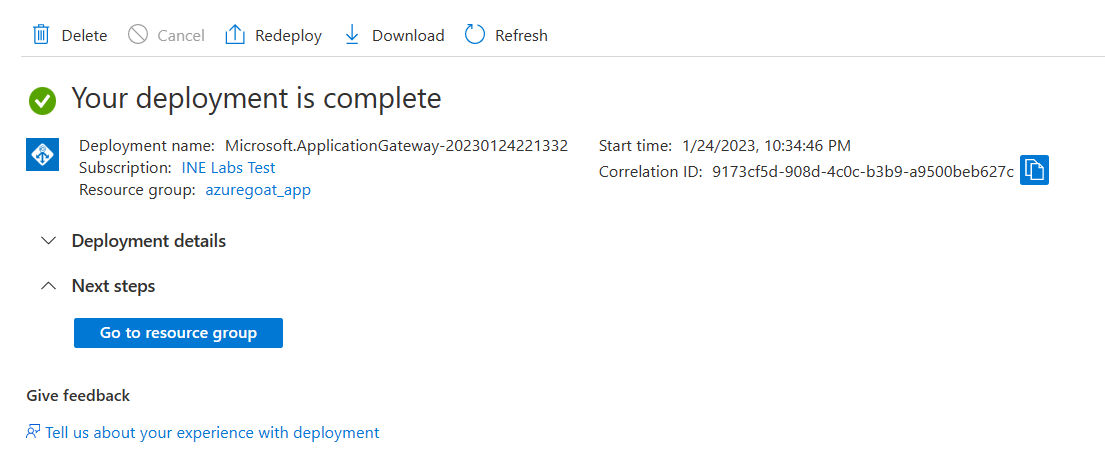 Delete Cancel Redeploy Download Refresh
Your deployment is complete
Deployment name: Microsoft.ApplicationGateway-20230124221332
Subscription: INE Labs Test
Resource group: azuregoat_app
Start time: 1/24/2023, 10:34:46 PM
Correlation ID: 9173cf5d-908d-4c0c-b3b9-a9500beb627c
Deployment details
Next steps
Go to resource group
Give feedback
Tell us about your experience with deployment